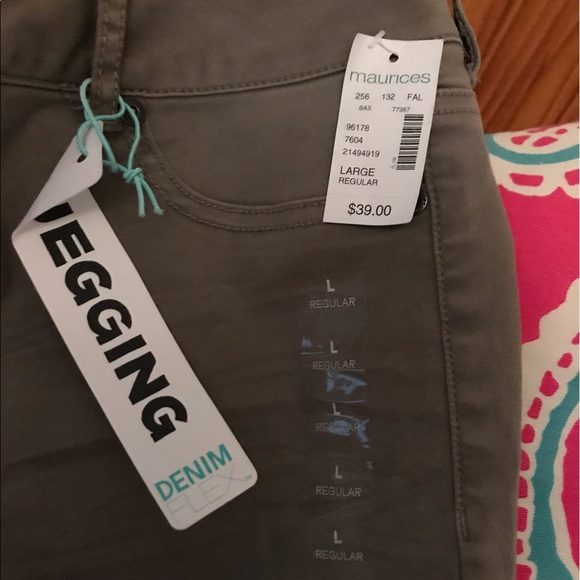 maurices
256 132 FAL
BAS 77987
96178
7604
21494919
LARGE
REGULAR
$39.00
JEGGING
DENIM
FLEX
L
REGULAR
L
REGULAR
L
REGULAR
L
REGULAR
L
REGULAR